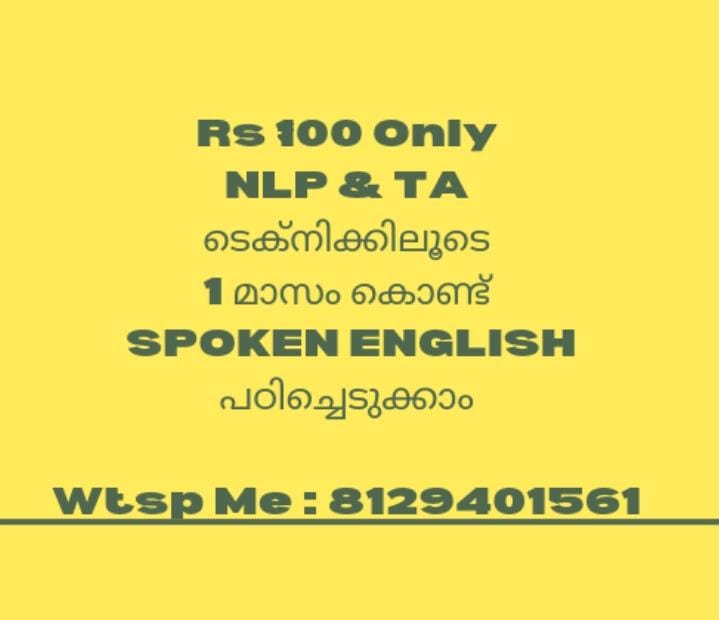 Rs 100 Only
NLP & TA
ടെക്നിക്കിലൂടെ
1 മാസം കൊണ്ട്
SPOKEN ENGLISH
പഠിച്ചെടുക്കാം
Wtsp Me : 8129401561